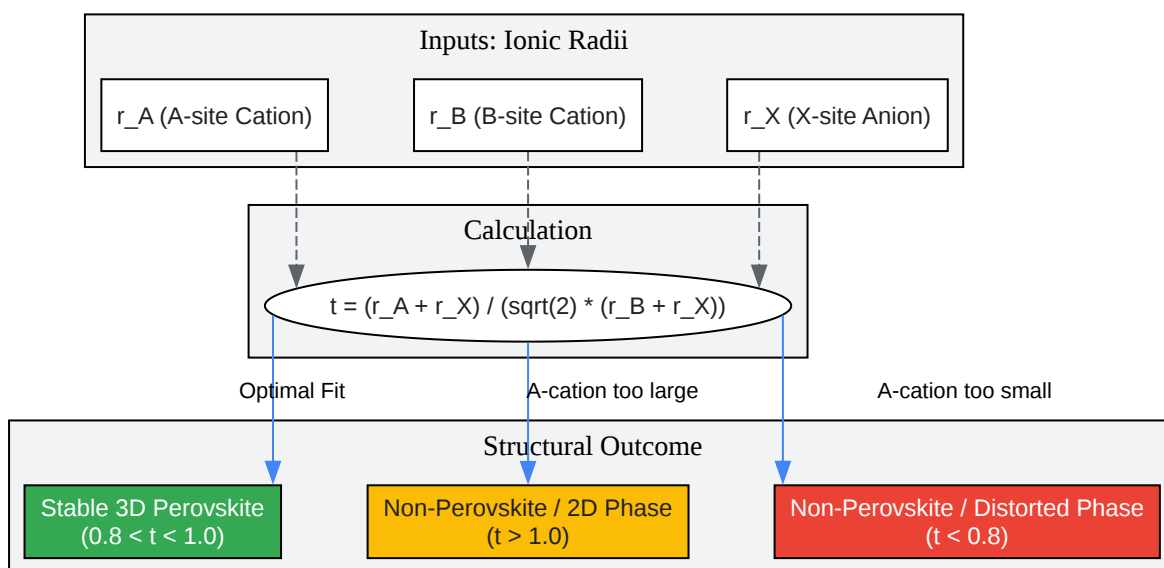 Inputs: Ionic Radii
r_A (A-site Cation)
r_B (B-site Cation)
r_X (X-site Anion)
Calculation
t = (r_A + r_X) / (sqrt(2) * (r_B + r_X))
Optimal Fit
A-cation too large
A-cation too small
Structural Outcome
Stable 3D Perovskite
(0.8 < t < 1.0)
Non-Perovskite / 2D Phase
(t > 1.0)
Non-Perovskite / Distorted Phase
(t < 0.8)